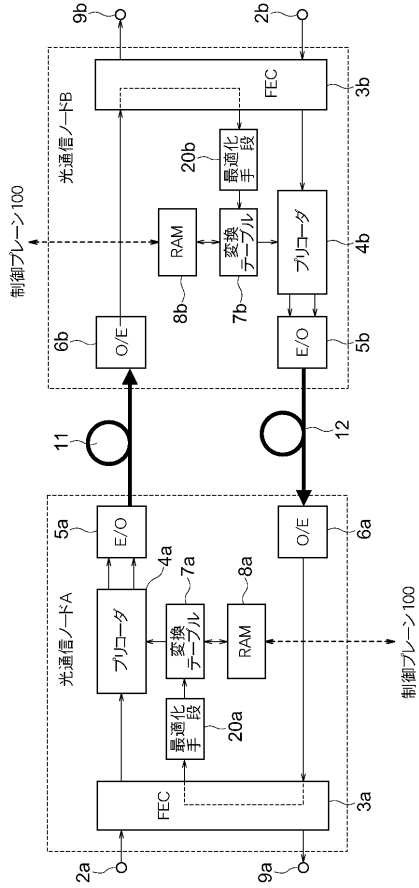 光通信ノードA
2a
9a
FEC
3a
プリコーダ
4a
E/O
5a
最適化
手 段
20a
変換
テーブル
7a
RAM
8a
O/E
6a
制御プレーン100
11
12
光通信ノードB
制御プレーン100
6b
O/E
RAM
8b
変換
テーブル
7b
最適化
手 段
20b
プリコーダ
4b
E/O
5b
FEC
3b
9b
2b